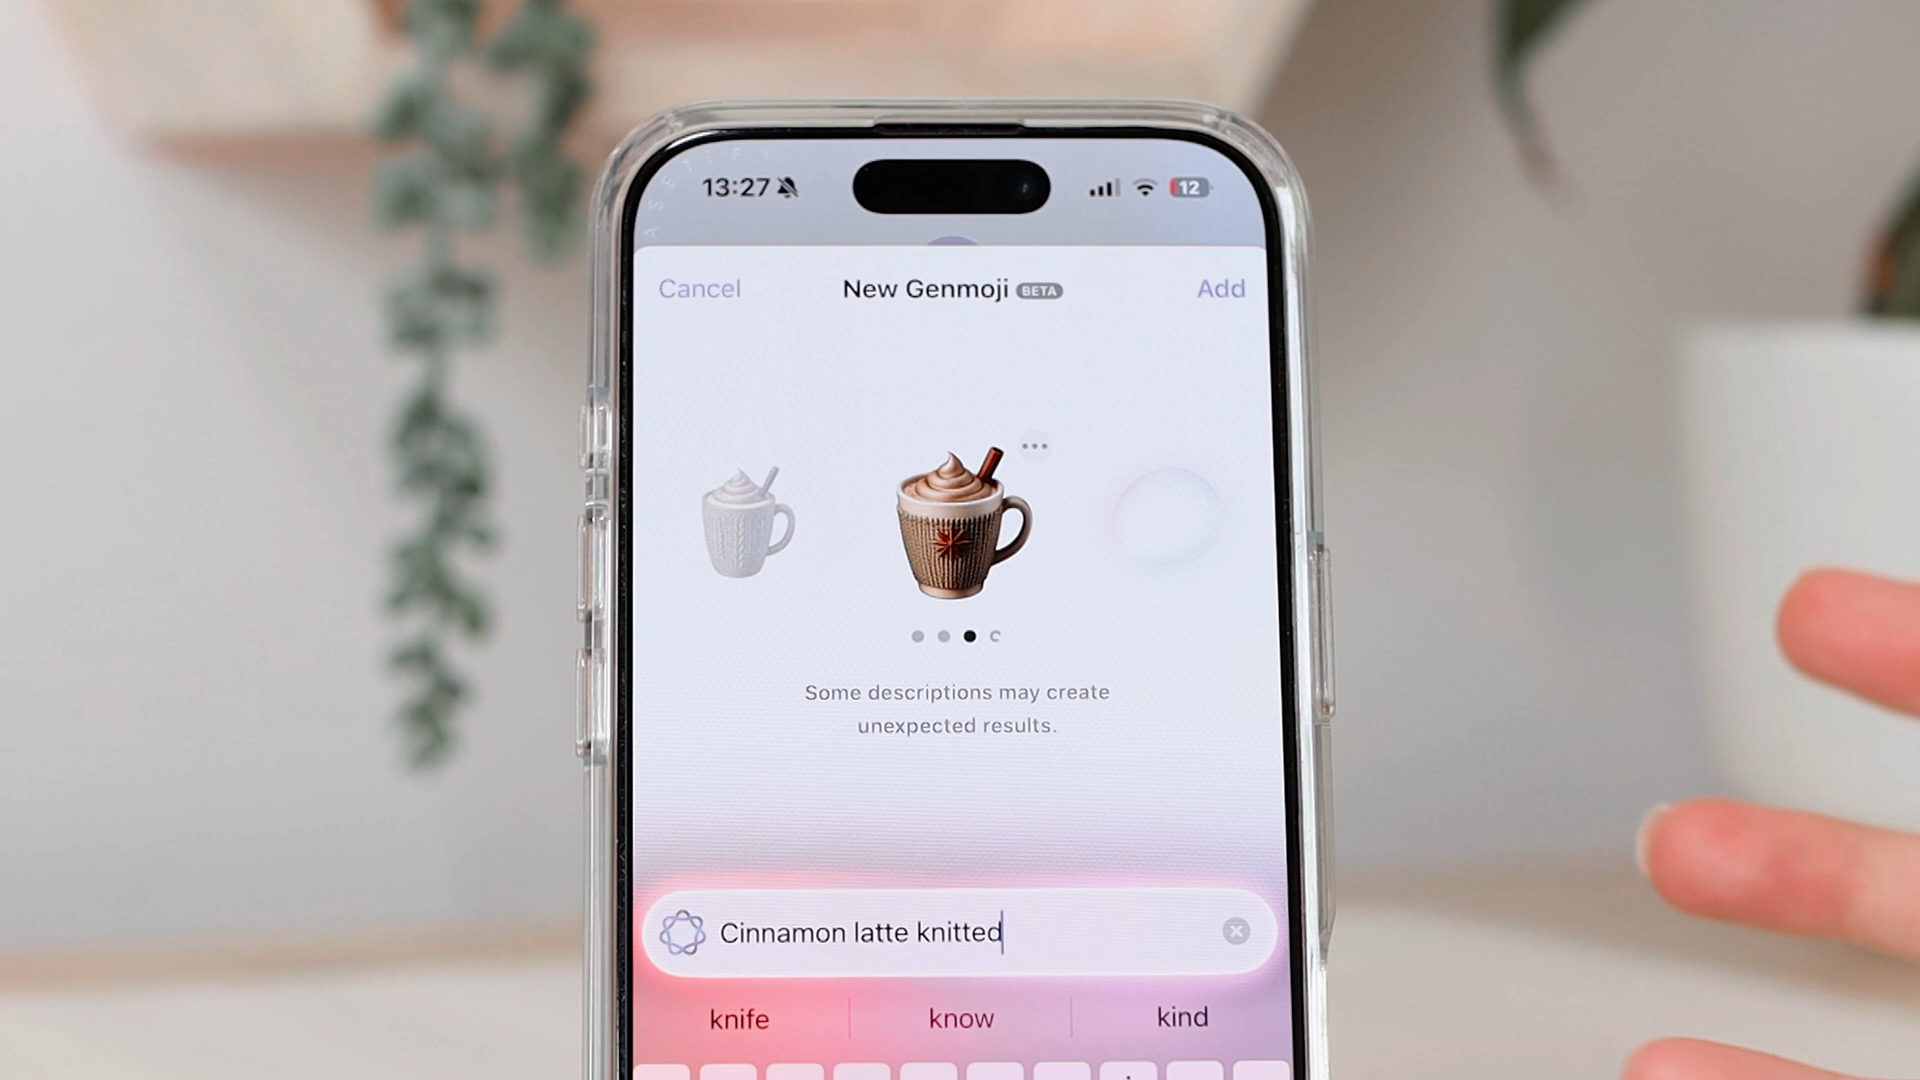 13:27
12
Cancel
New Genmoji BETA
Add
Some descriptions may create
unexpected results.
Cinnamon latte knitted
knife
know
kind